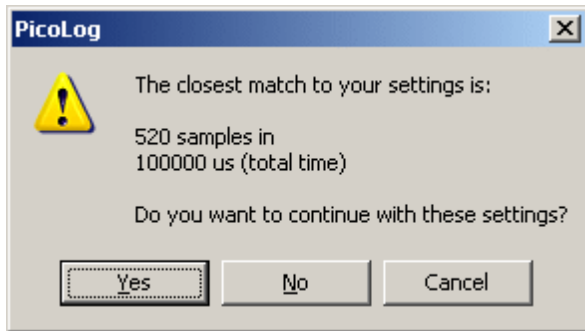 PicoLog
The closest match to your settings is:
520 samples in
100000 us (total time)
Do you want to continue with these settings?
Yes
No
Cancel